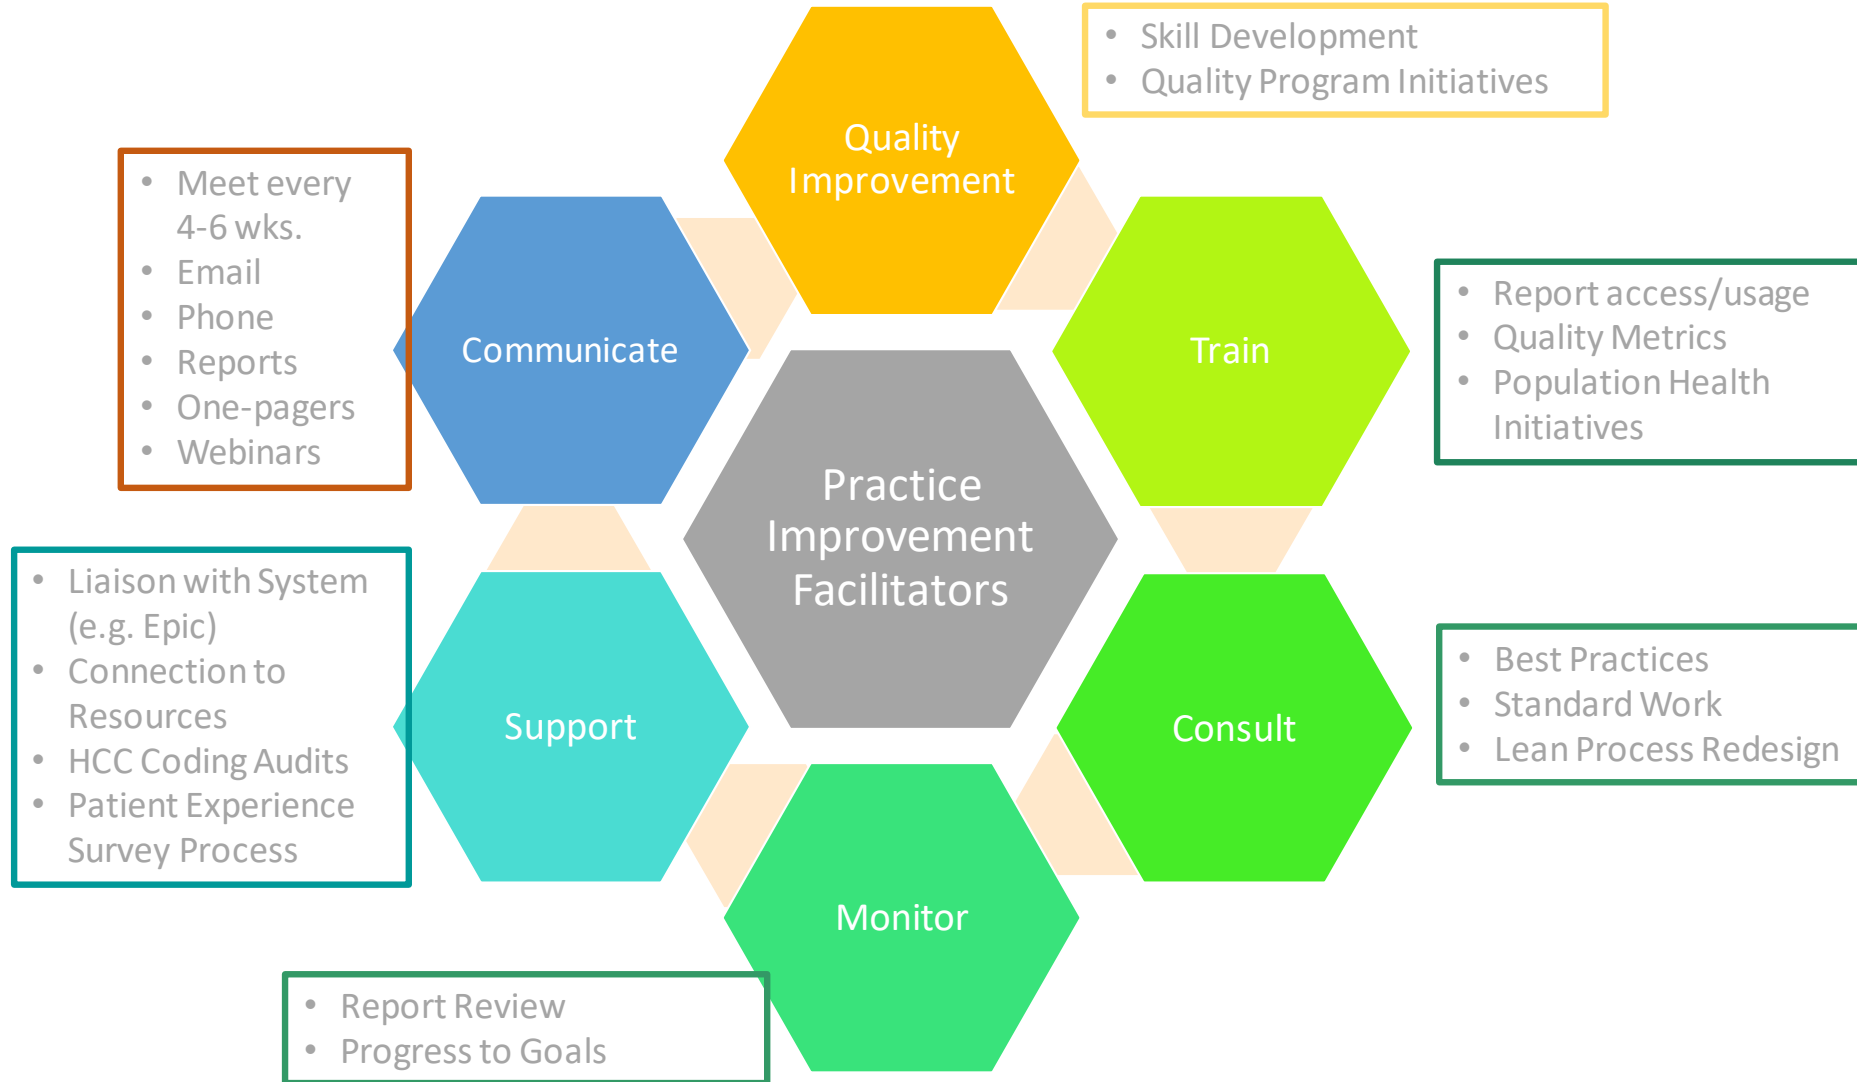 Quality
Improvement
• Skill Development
• Quality Program Initiatives
Train
• Report access/usage
• Quality Metrics
• Population Health
Initiatives
Consult
• Best Practices
• Standard Work
• Lean Process Redesign
Monitor
• Report Review
• Progress to Goals
Support
• Liaison with System
(e.g. Epic)
• Connection to
Resources
• HCC Coding Audits
• Patient Experience
Survey Process
Communicate
• Meet every
4-6 wks.
• Email
• Phone
• Reports
• One-pagers
• Webinars
Practice
Improvement
Facilitators